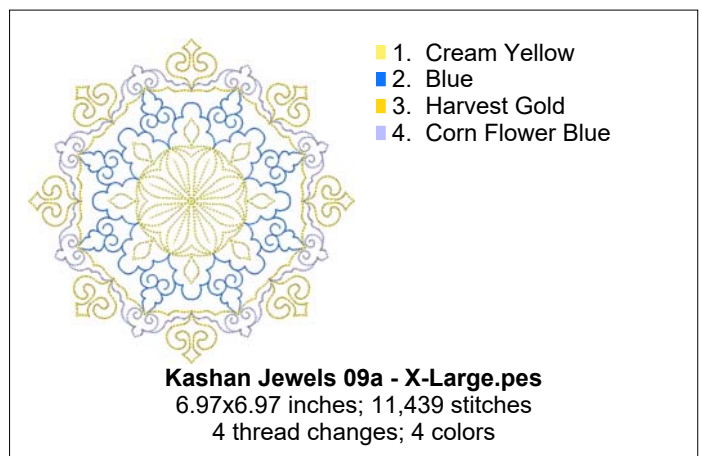 1. Cream Yellow
2. Blue
3. Harvest Gold
4. Corn Flower Blue
Kashan Jewels 09a - X-Large.pes
6.97x6.97 inches; 11,439 stitches
4 thread changes; 4 colors